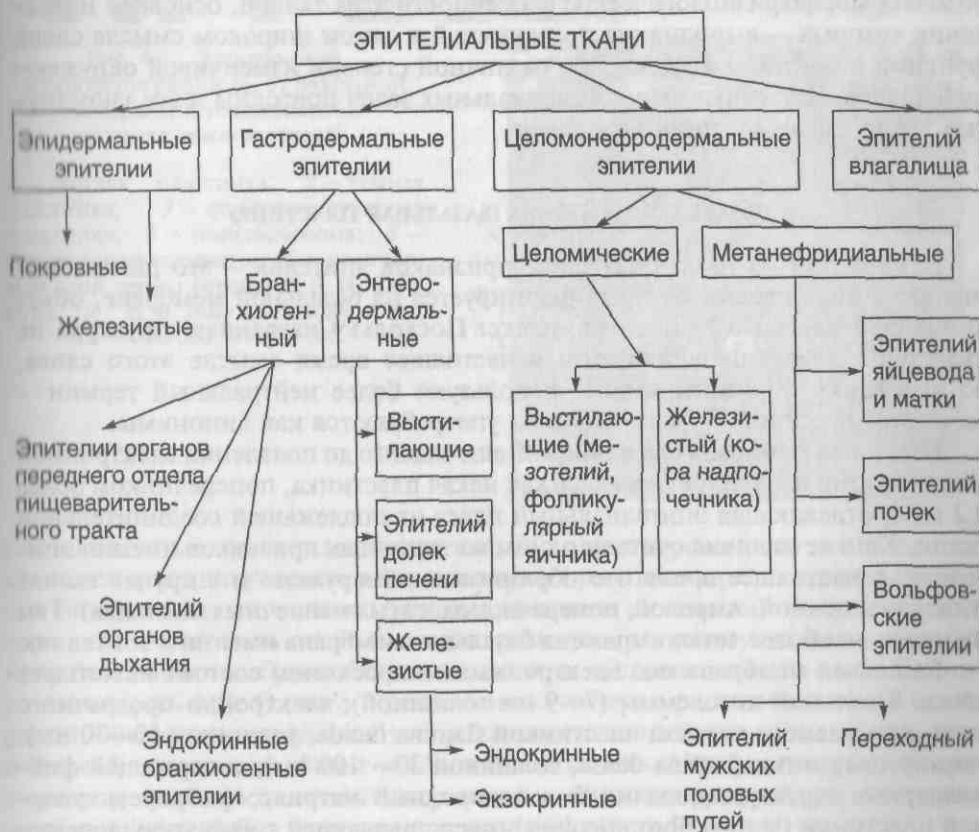 ЭПИТЕЛИАЛЬНЫЕ ТКАНИ
Эпидермальные
эпителии
Гастродермальные
эпителии
Целомонефродермальные
эпителии
Эпителий
влагалища
Покровные
Железистые
Бран-
хиоген-
ный
Энтеро-
дермаль-
ные
Целомические
Метанефридиальные
Эпителии органов
переднего отдела
пищеваритель-
ного тракта
Эпителий
органов
дыхания
Эндокринные
бранхиогенные
эпителии
Высти-
лающие
Эпителий
долек
печени
Желе-
зистые
Эндокринные
Экзокринные
Выстилаю-
щие (ме-
зотелий,
фоллику-
лярный
яичника)
Желези-
стый (ко-
ра надпо-
чечника)
Эпителий
яйцевода
и матки
Эпителий
почек
Вольфов-
ские
эпителии
Эпителий
мужских
половых
путей
Переходный